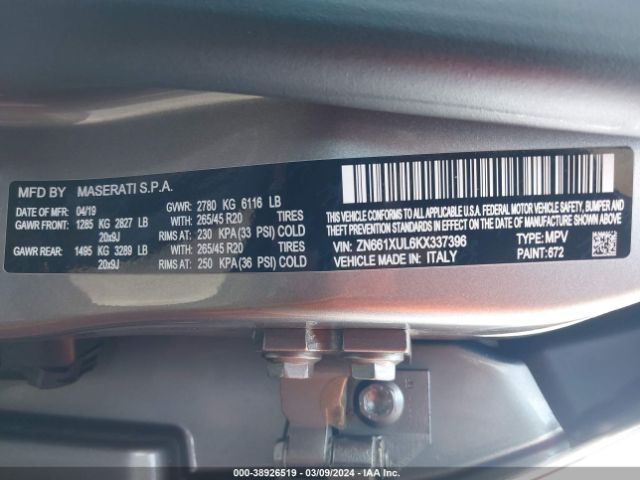 MFD BY MASERATI S.P.A.
DATE OF MFR: 04/19 GVWR: 2780 KG 6116 LB
GAWR FRONT: 1285 KG 2827 LB WITH: 265/45 R20 TIRES
20x9J RIMS AT: 230 KPA (33 PSI) COLD
GAWR REAR: 1495 KG 3289 LB WITH: 265/45 R20 TIRES
20x9J RIMS AT: 250 KPA (36 PSI) COLD
THIS VEHICLE CONFORMS TO ALL APPLICABLE U.S.A. FEDERAL MOTOR VEHICLE SAFETY, BUMPER AND
THEFT PREVENTION STANDARDS IN EFFECT ON THE DATE OF MANUFACTURE SHOWN ABOVE.
VIN: ZN661XUL6KX337396 TYPE: MPV
VEHICLE MADE IN: ITALY PAINT: 672
000-38926519 - 03/09/2024 - IAA Inc.